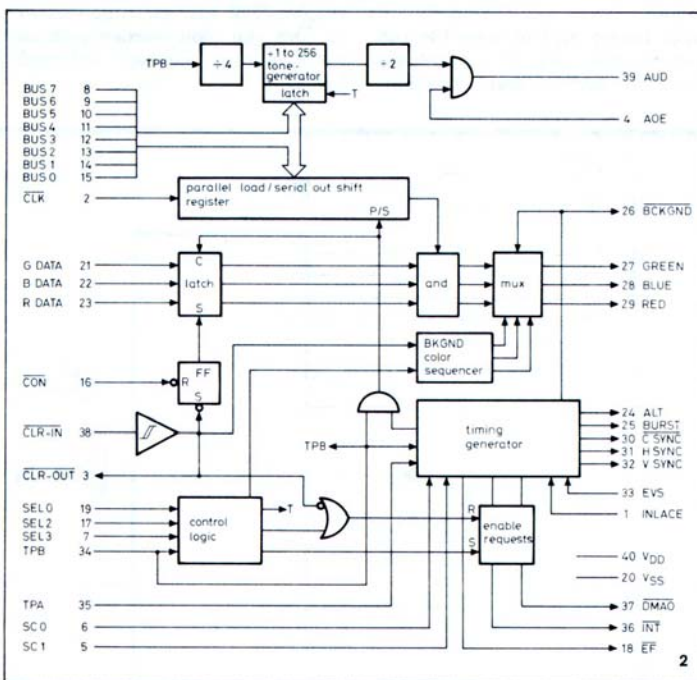 TPB
÷4
÷1 to 256
tone-
generator
latch
T
÷2
39 AUD
4 AOE
BUS 7 8
BUS 6 9
BUS 5 10
BUS 4 11
BUS 3 12
BUS 2 13
BUS 1 14
BUS 0 15
CLK 2
parallel load/serial out shift
register
P/S
26 BCKGND
G DATA 21
B DATA 22
R DATA 23
C
latch
S
and
mux
27 GREEN
28 BLUE
29 RED
BKGND
color
sequencer
CON 16
FF
R
S
CLR-IN 38
CLR-OUT 3
TPB
timing
generator
24 ALT
25 BURST
30 C SYNC
31 H SYNC
32 V SYNC
33 EVS
1 INLACE
SEL0 19
SEL2 17
SEL3 7
TPB 34
control
logic
T
R
S
enable
requests
40 VDD
20 VSS
TPA 35
SC 0 6
SC 1 5
37 DMAO
36 INT
18 EF
2